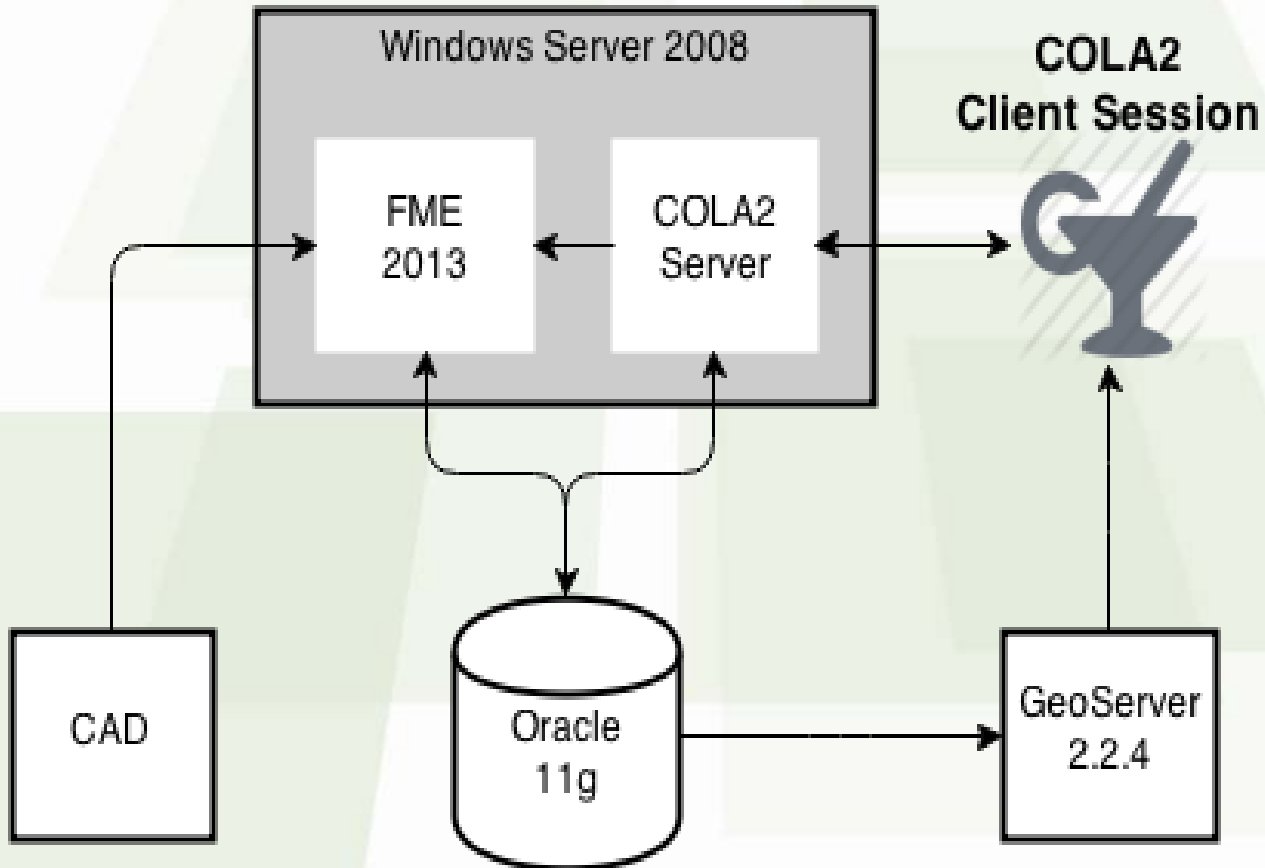 Windows Server 2008
COLA2
Client Session
FME
2013
COLA2
Server
CAD
Oracle
11g
GeoServer
2.2.4